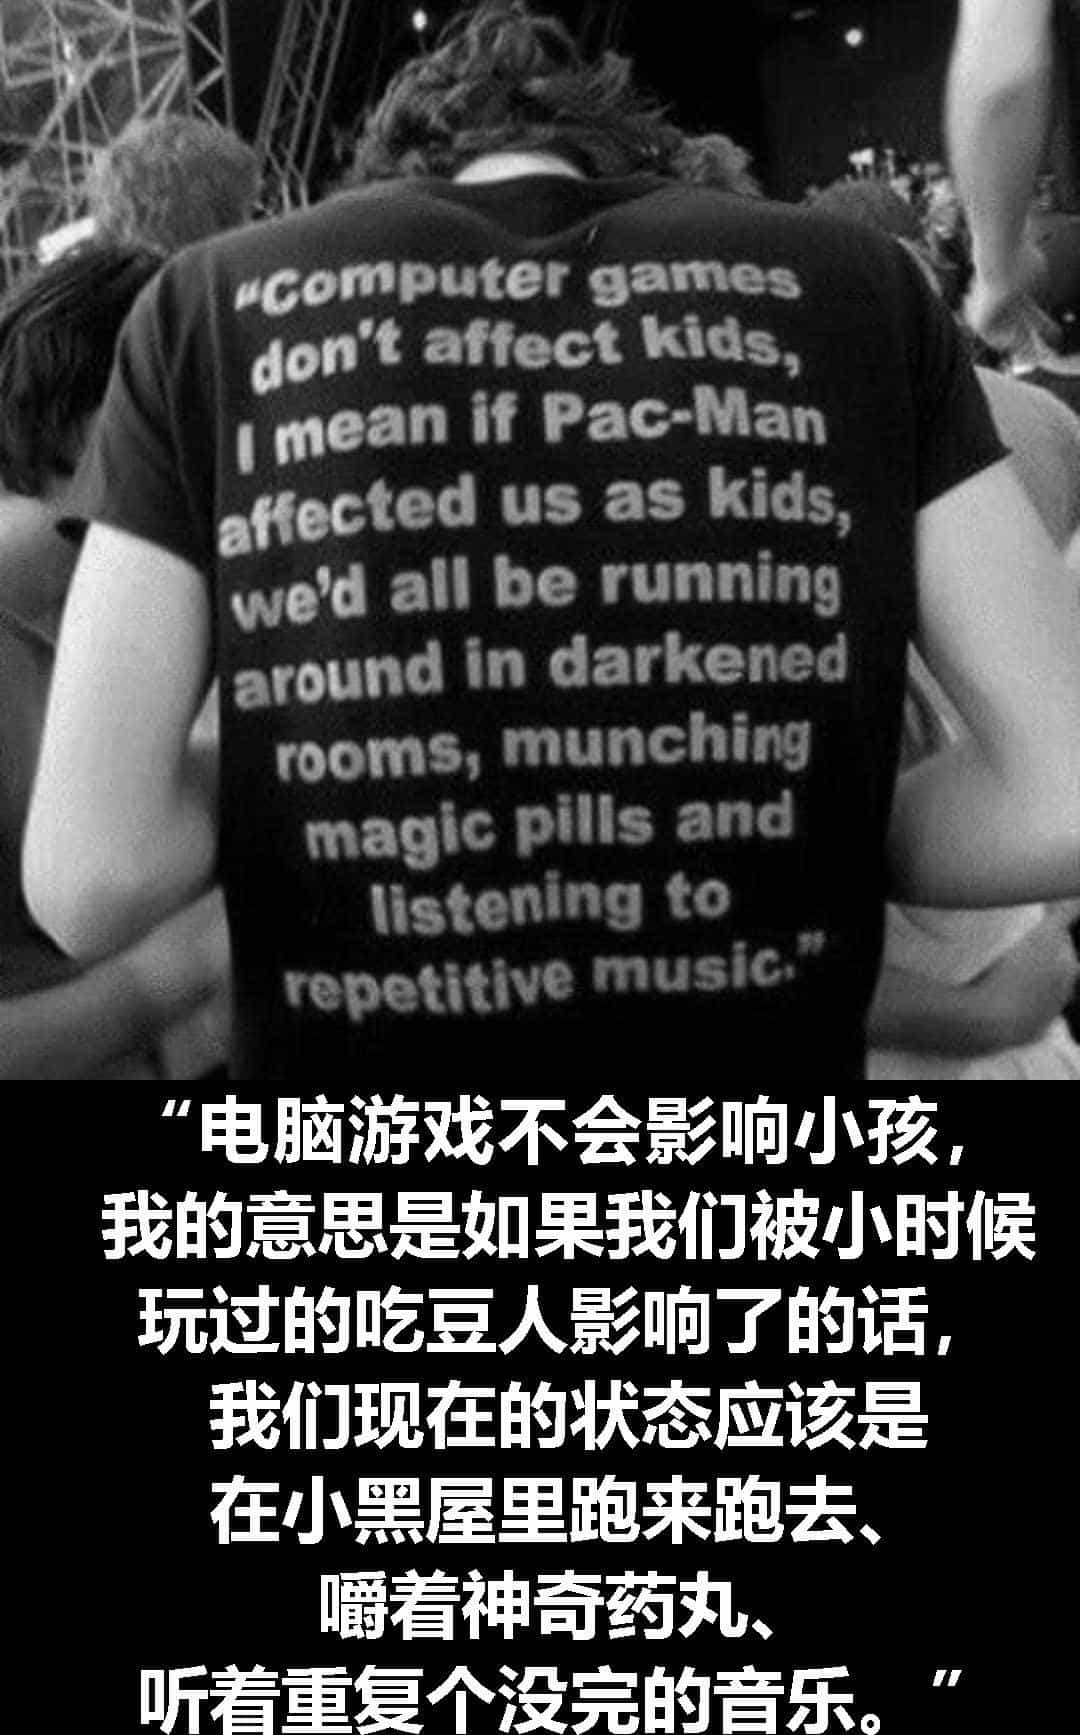 “Computer games
don't affect kids,
I mean if Pac-Man
affected us as kids,
we'd all be running
around in darkened
rooms, munching
magic pills and
listening to
repetitive music.”
“电脑游戏不会影响小孩，
我的意思是如果我们被小时候
玩过的吃豆人影响了的话，
我们现在的状态应该是
在小黑屋里跑来跑去、
嚼着神奇药丸、
听着重复个没完的音乐。”